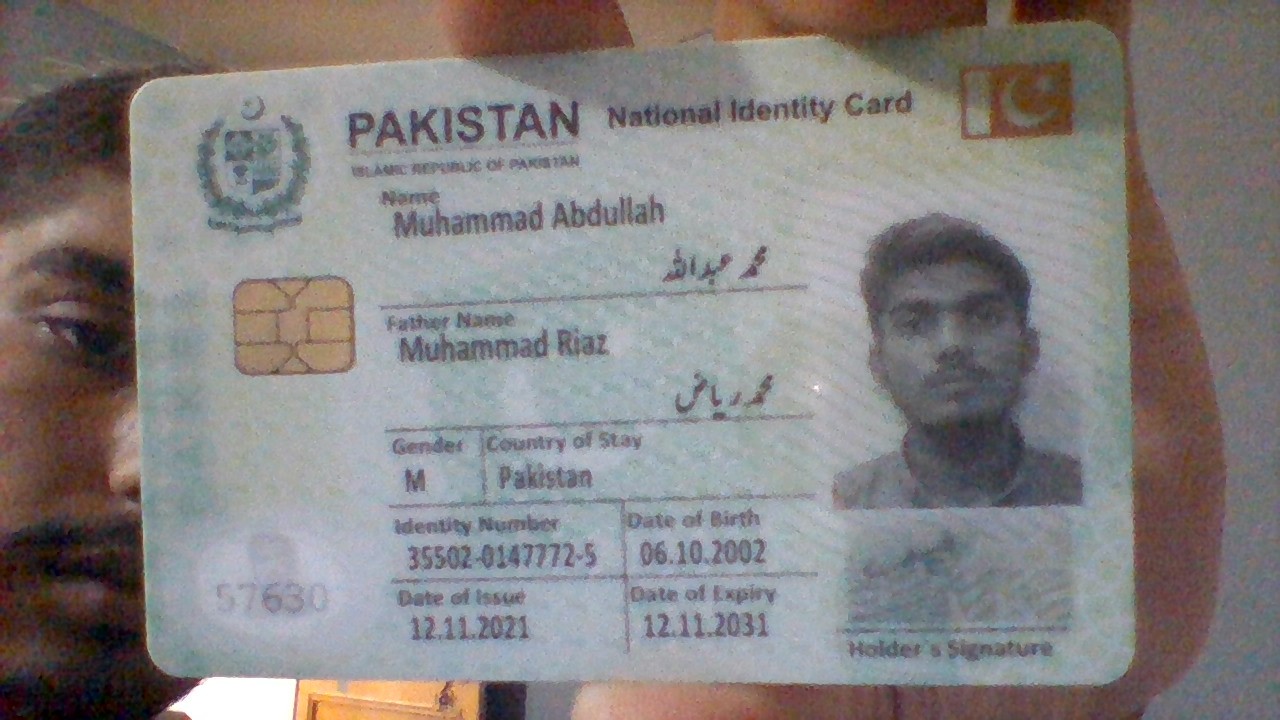 PAKISTAN National Identity Card
ISLAMIC REPUBLIC OF PAKISTAN
Name
Muhammad Abdullah
محمد عبداللہ
Father Name
Muhammad Riaz
محمد ریاض
Gender Country of Stay
M Pakistan
Identity Number Date of Birth
35502-0147772-5 06.10.2002
Date of Issue Date of Expiry
12.11.2021 12.11.2031
57630
Holder's Signature